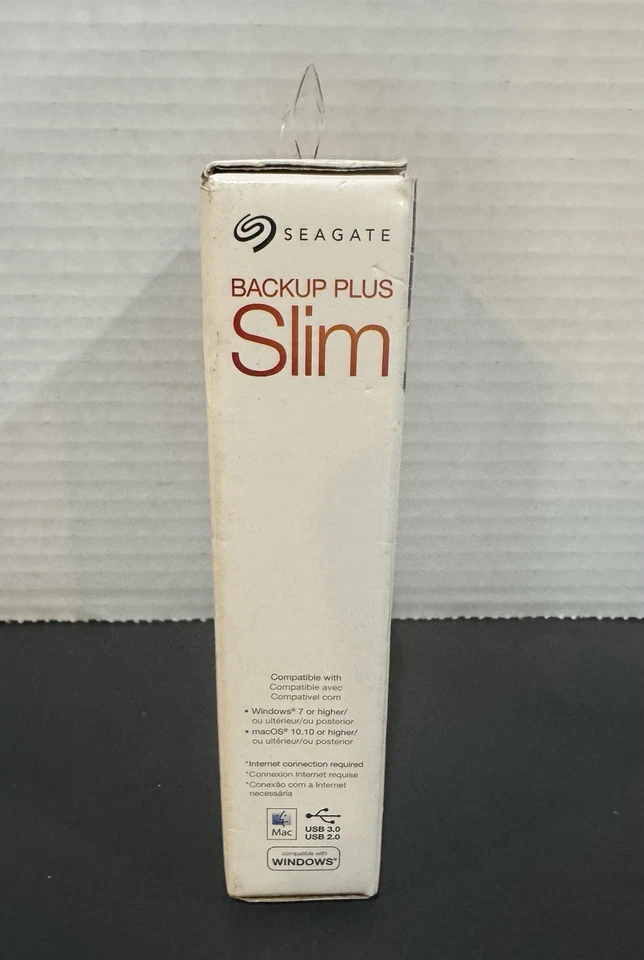 SEAGATE
BACKUP PLUS
Slim
Compatible with
Compatible avec
Compatível com
• Windows® 7 or higher/
ou ultérieur/ou posterior
• macOS® 10.10 or higher/
ou ultérieur/ou posterior
*Internet connection required
*Connexion Internet requise
*Conexão com a Internet
necessária
Mac
USB 3.0
USB 2.0
compatible with
WINDOWS®